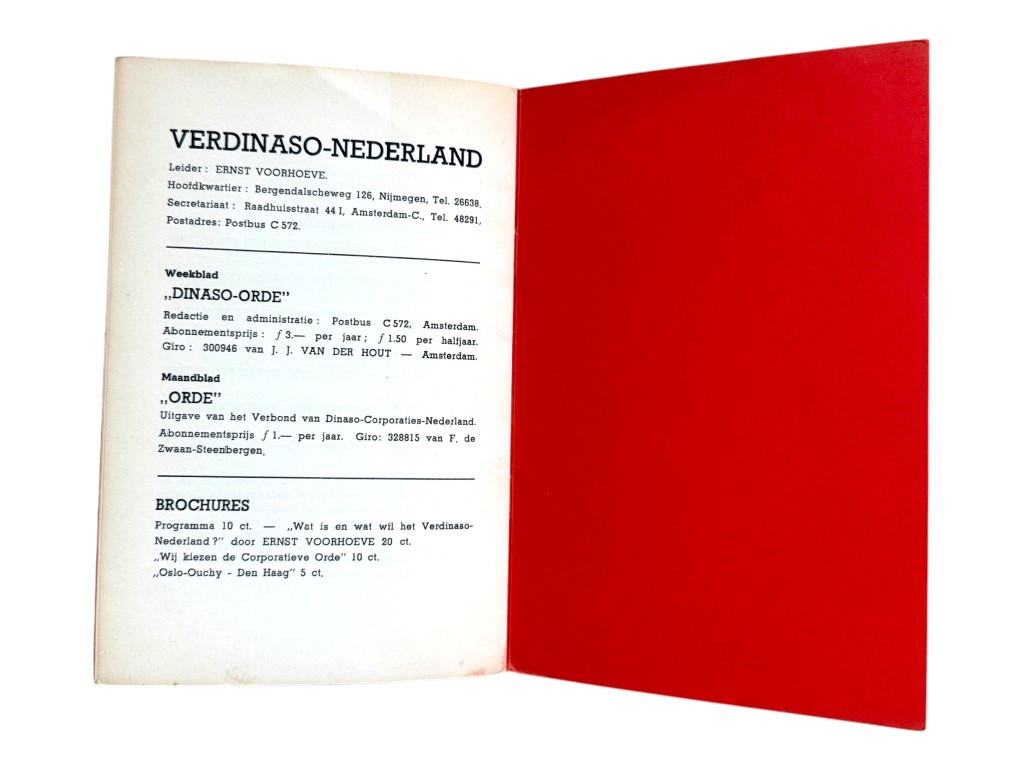 VERDINASO-NEDERLAND
Leider : ERNST VOORHOEVE.
Hoofdkwartier : Bergendalscheweg 126, Nijmegen, Tel. 26638.
Secretariaat : Raadhuisstraat 44 I, Amsterdam-C., Tel. 48291,
Postadres : Postbus C 572.
Weekblad
„DINASO-ORDE”
Redactie en administratie : Postbus C 572, Amsterdam.
Abonnementsprijs : ƒ 3.— per jaar ; ƒ 1.50 per halfjaar.
Giro : 300946 van J. J. VAN DER HOUT — Amsterdam.
Maandblad
„ORDE”
Uitgave van het Verbond van Dinaso-Corporaties-Nederland.
Abonnementsprijs ƒ 1.— per jaar. Giro: 328815 van F. de
Zwaan-Steenbergen.
BROCHURES
Programma 10 ct. — „Wat is en wat wil het Verdinaso-
Nederland ?” door ERNST VOORHOEVE 20 ct.
„Wij kiezen de Corporatieve Orde” 10 ct.
„Oslo-Ouchy - Den Haag” 5 ct.